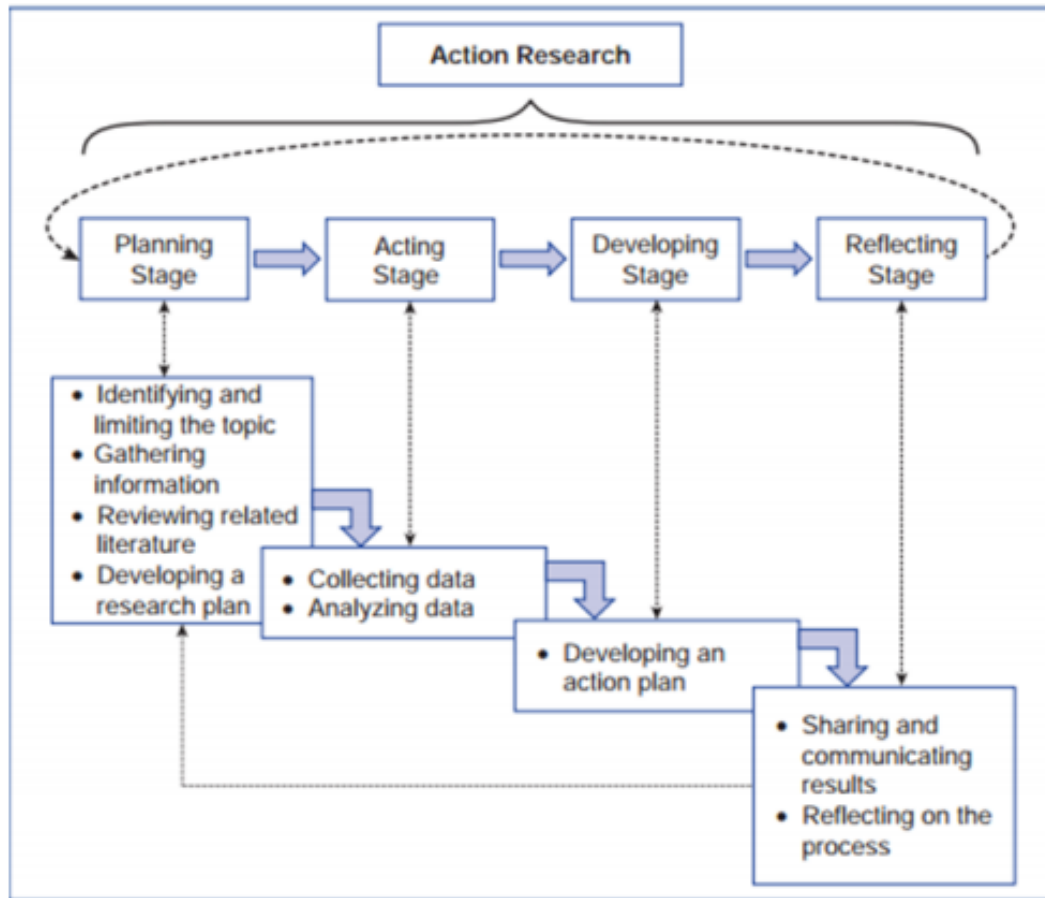 Action Research
Planning
Stage
Acting
Stage
Developing
Stage
Reflecting
Stage
• Identifying and
limiting the topic
• Gathering
information
• Reviewing related
literature
• Developing a
research plan
• Collecting data
• Analyzing data
• Developing an
action plan
• Sharing and
communicating
results
• Reflecting on the
process